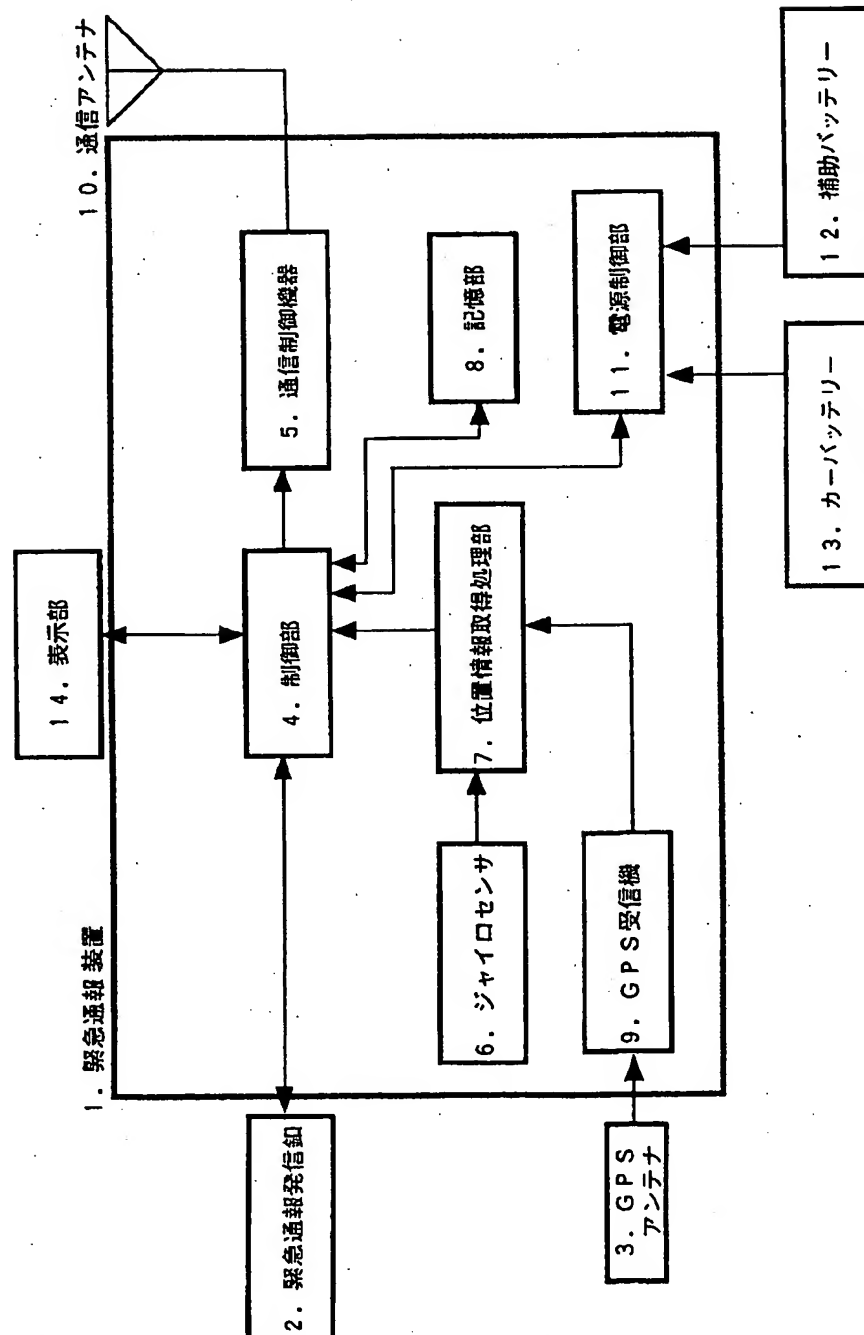 14. 表示部
1. 緊急通報装置
10. 通信アンテナ
2. 緊急通報発信釦
4. 制御部
5. 通信制御機器
6. ジャイロセンサ
7. 位置情報取得処理部
8. 記憶部
3. GPS
アンテナ
9. GPS受信機
11. 電源制御部
13. カーバッテリー
12. 補助バッテリー